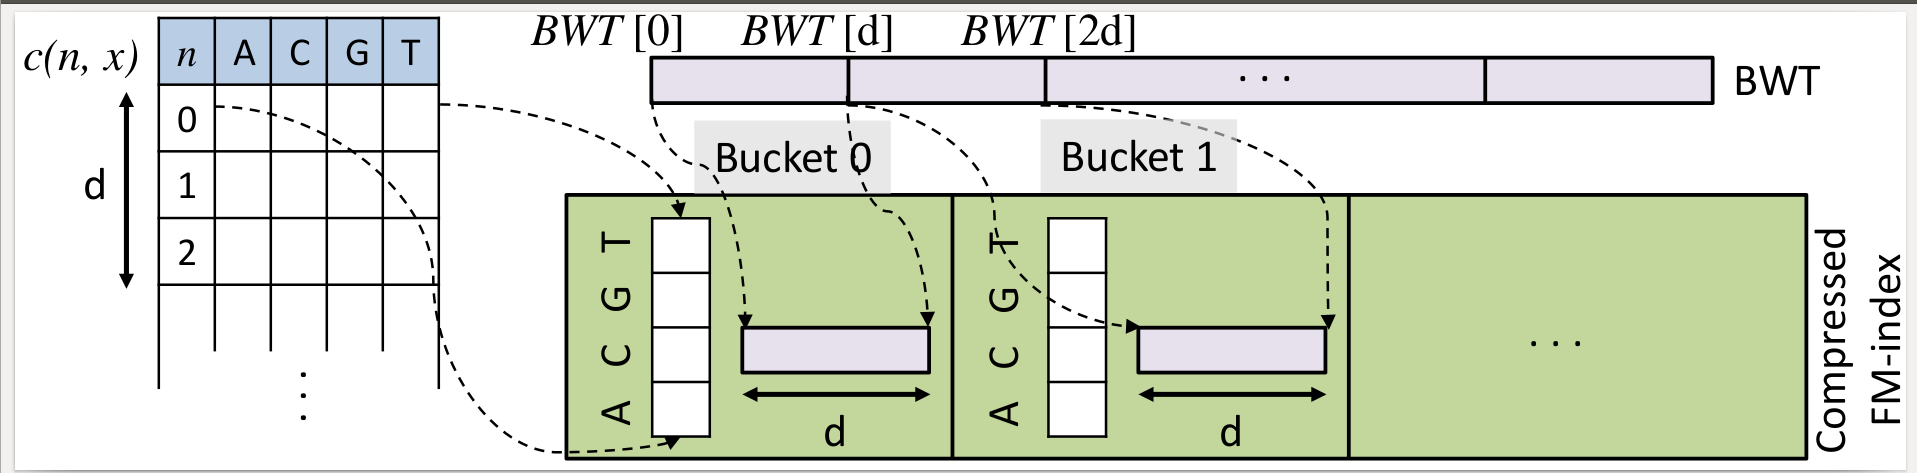 c(n, x)
n A C G T
0
1
2
d
BWT [0] BWT [d] BWT [2d]
. . .
BWT
Bucket 0
Bucket 1
T
G
C
A
d
T
G
C
A
d
. . .
Compressed
FM-index